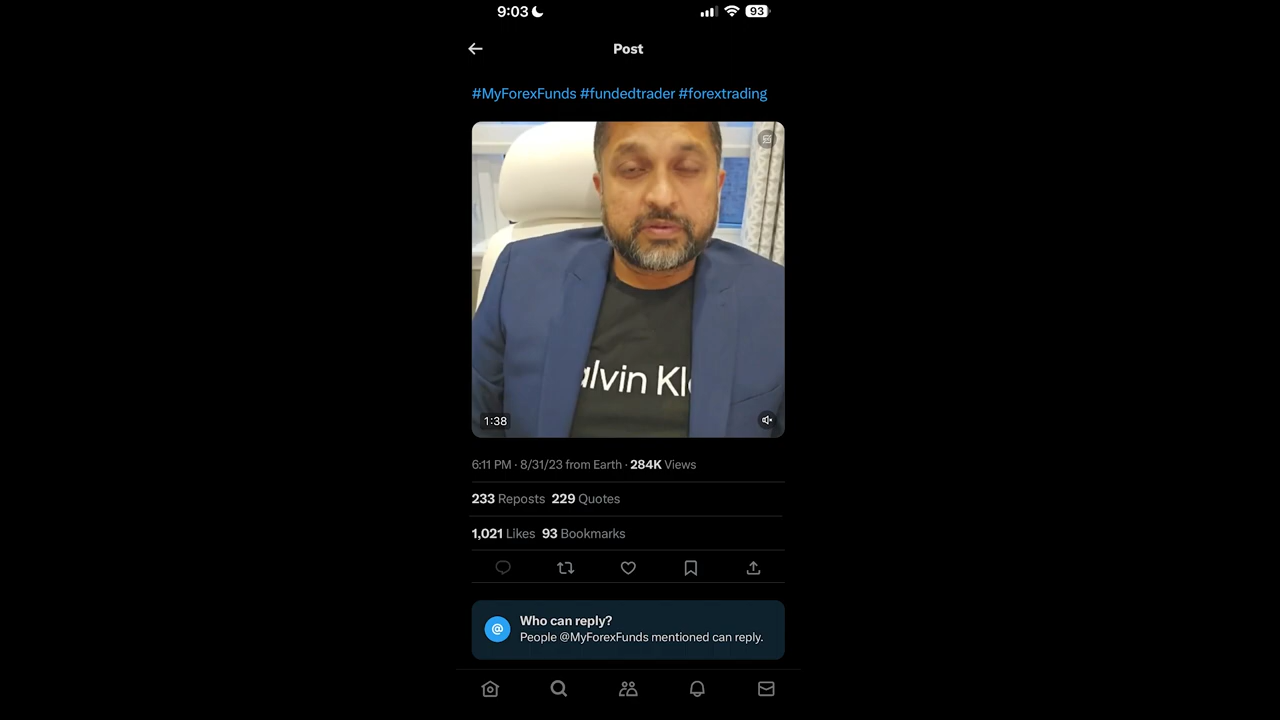 9:03
93
Post
#MyForexFunds #fundedtrader #forextrading
alvin Kl
1:38
6:11 PM · 8/31/23 from Earth · 284K Views
233 Reposts 229 Quotes
1,021 Likes 93 Bookmarks
Who can reply?
@
People @MyForexFunds mentioned can reply.